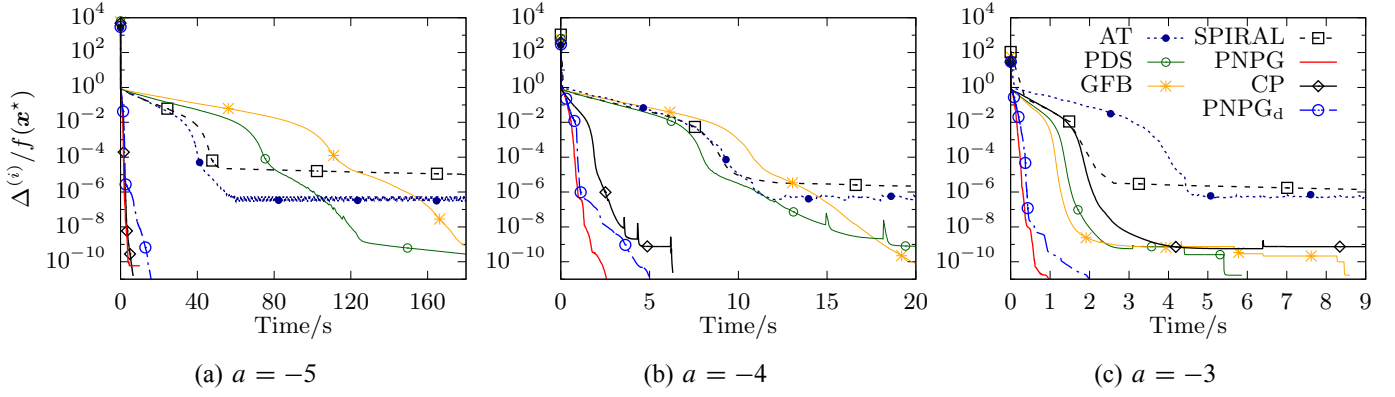 10^4
10^2
10^0
10^{-2}
10^{-4}
10^{-6}
10^{-8}
10^{-10}
Δ^{(i)}/f(x^⋆)
0 40 80 120 160
Time/s
(a) a = −5
10^4
10^2
10^0
10^{-2}
10^{-4}
10^{-6}
10^{-8}
10^{-10}
0 5 10 15 20
Time/s
(b) a = −4
10^4
10^2
10^0
10^{-2}
10^{-4}
10^{-6}
10^{-8}
10^{-10}
AT SPIRAL
PDS PNPG
GFB CP
PNPG_d
0 1 2 3 4 5 6 7 8 9
Time/s
(c) a = −3